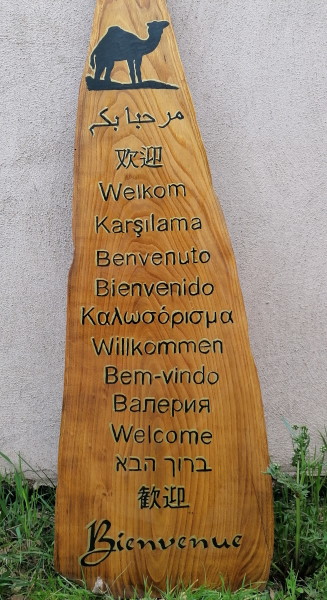 مرحبا بكم
欢迎
Welkom
Karşılama
Benvenuto
Bienvenido
Καλωσόρισμα
Willkommen
Bem-vindo
Валерия
Welcome
ברוך הבא
歓迎
Bienvenue